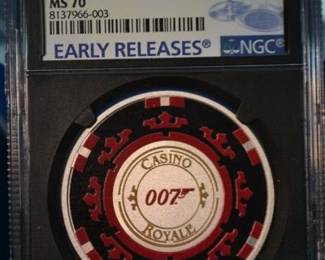 MS 70
8137966-003
EARLY RELEASES®
NGC®
CASINO
007
ROYALE